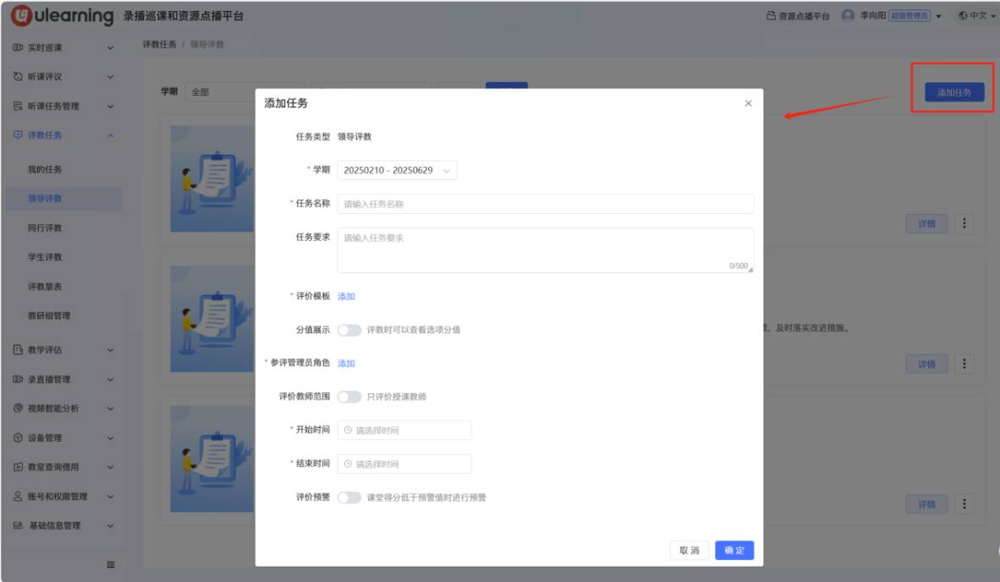 ulearning 录播巡课和资源点播平台
资源点播平台 李向阳 超级管理员 中文
实时巡课
听课评议
听课任务管理
评教任务
我的任务
领导评教
同行评教
学生评教
评教量表
教研组管理
教学评估
录直播管理
视频智能分析
设备管理
教室查询借用
账号和权限管理
基础信息管理
评教任务 / 领导评教
学期 全部
添加任务
添加任务
任务类型 领导评教
* 学期 20250210 - 20250629
* 任务名称 请输入任务名称
任务要求 请输入任务要求
0/500
* 评价模板 添加
分值展示 评教时可以查看选项分值
* 参评管理员角色 添加
评价教师范围 只评价授课教师
* 开始时间 请选择时间
* 结束时间 请选择时间
评价预警 课堂得分低于预警值时进行预警
取 消 确 定
详情
，及时落实改进措施。
详情
详情